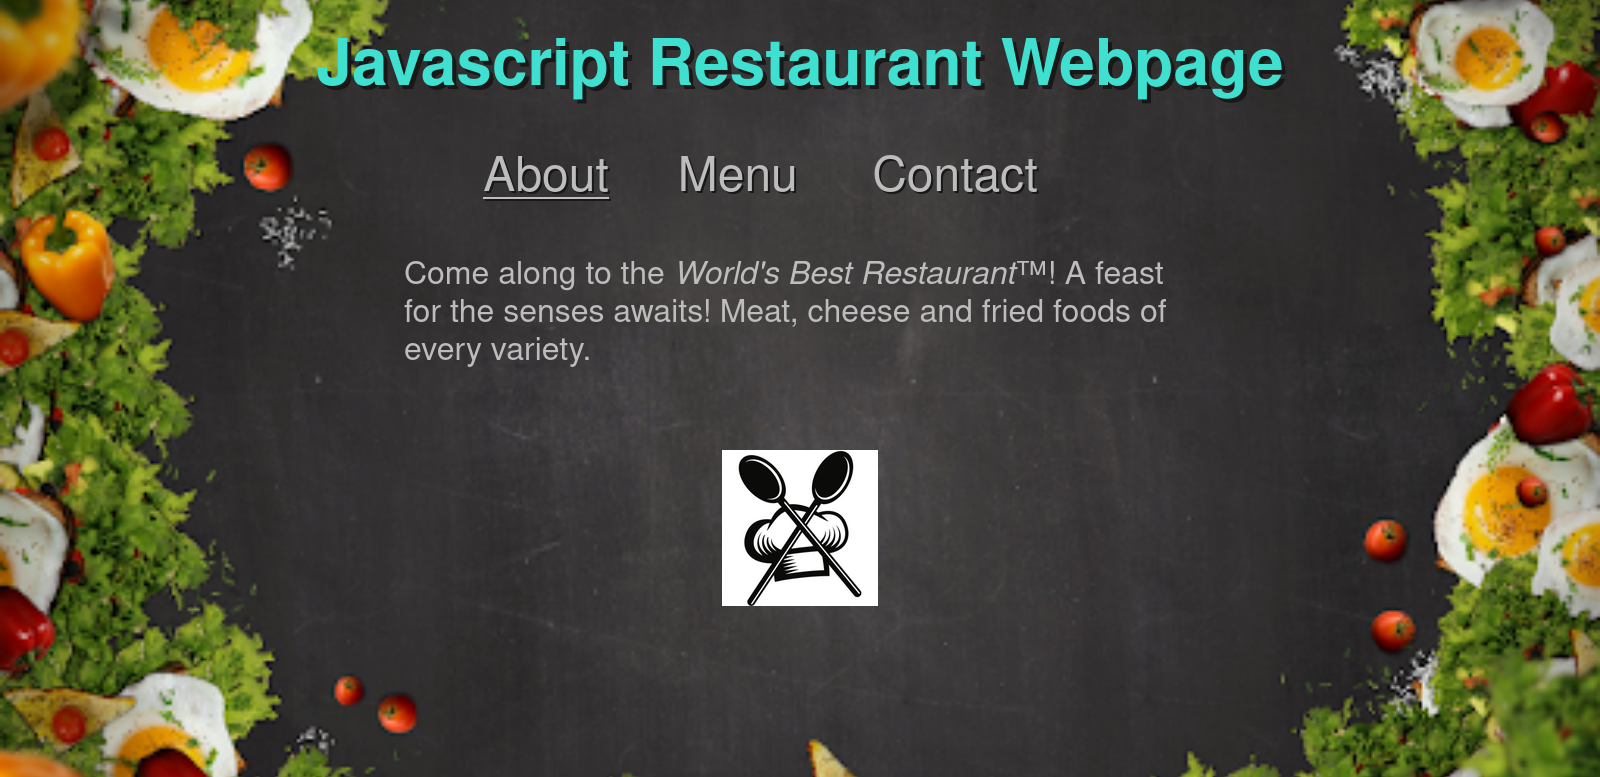 Javascript Restaurant Webpage
About Menu Contact
Come along to the World's Best Restaurant™! A feast
for the senses awaits! Meat, cheese and fried foods of
every variety.